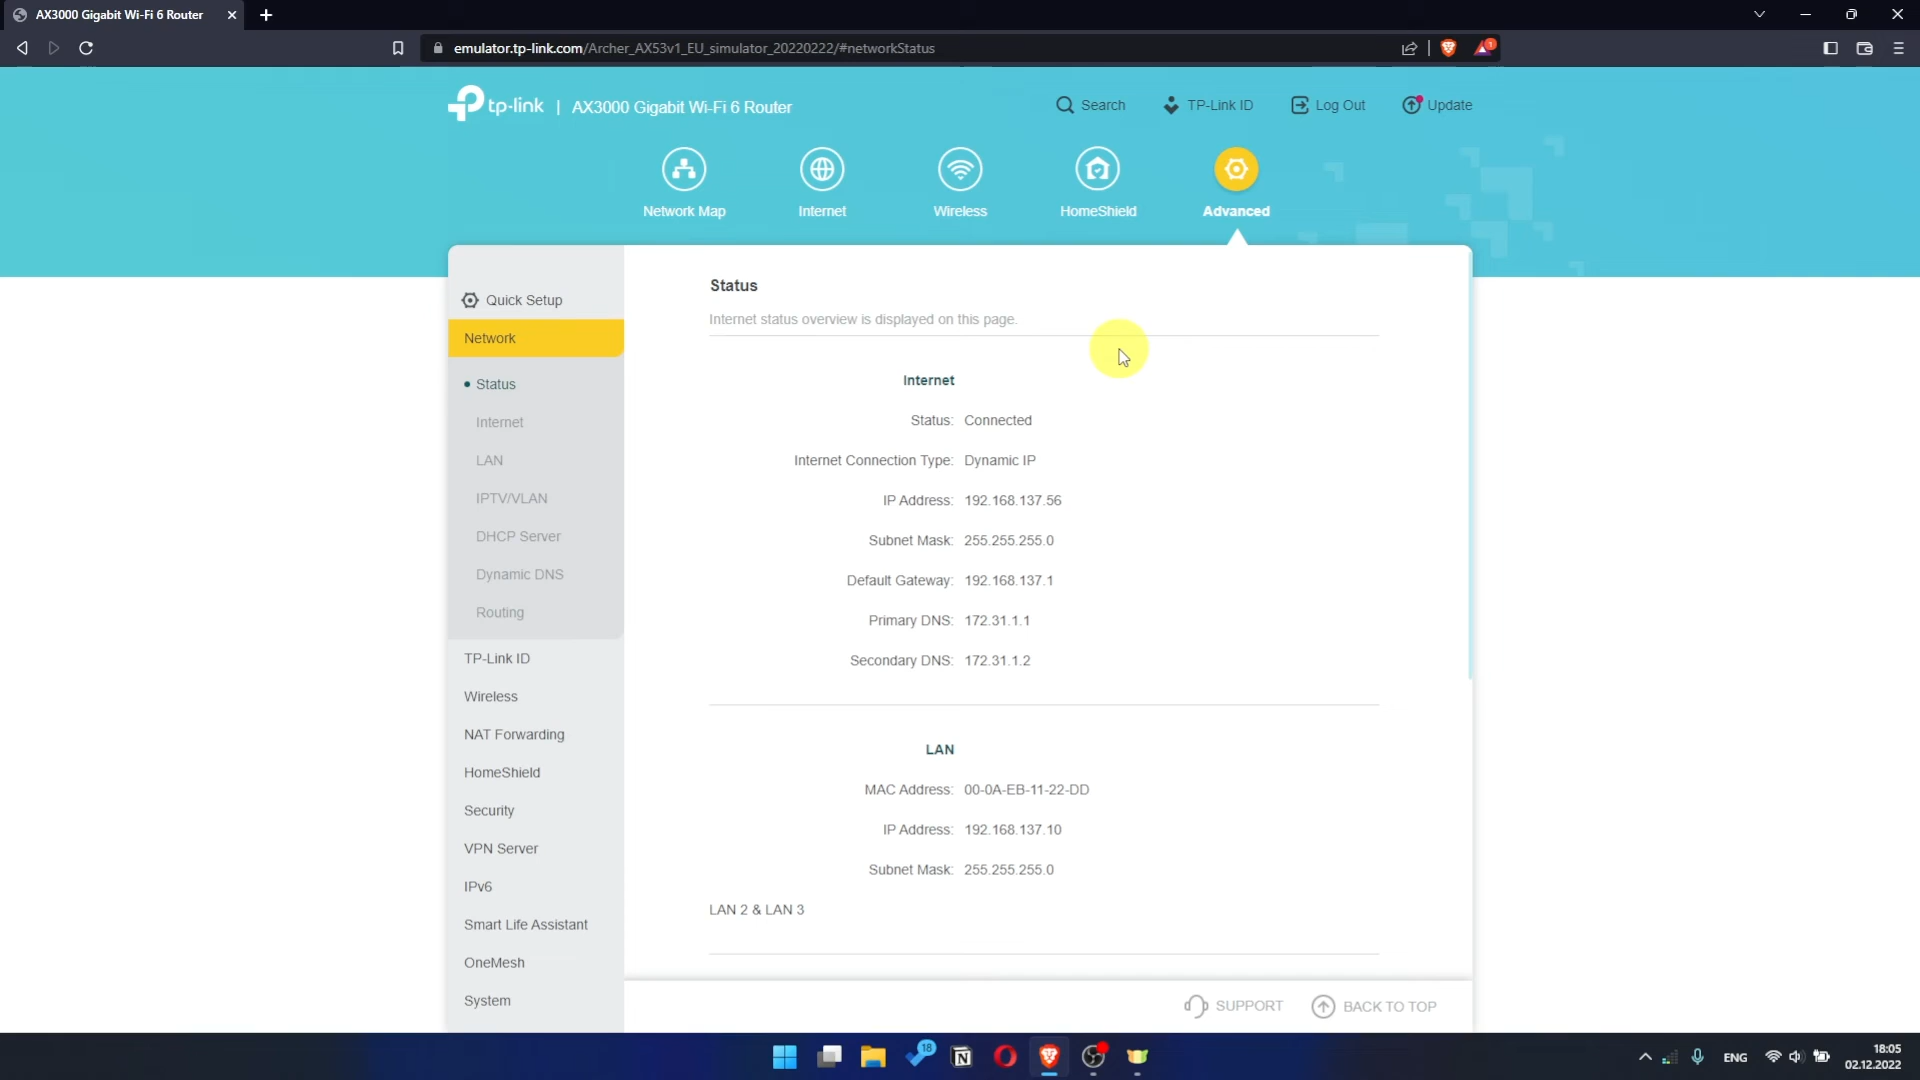 AX3000 Gigabit Wi-Fi 6 Router
emulator.tp-link.com/Archer_AX53v1_EU_simulator_20220222/#networkStatus
1
tp-link | AX3000 Gigabit Wi-Fi 6 Router
Search
TP-Link ID
Log Out
Update
Network Map
Internet
Wireless
HomeShield
Advanced
Quick Setup
Network
Status
Internet
LAN
IPTV/VLAN
DHCP Server
Dynamic DNS
Routing
TP-Link ID
Wireless
NAT Forwarding
HomeShield
Security
VPN Server
IPv6
Smart Life Assistant
OneMesh
System
Status
Internet status overview is displayed on this page.
Internet
Status: Connected
Internet Connection Type: Dynamic IP
IP Address: 192.168.137.56
Subnet Mask: 255.255.255.0
Default Gateway: 192.168.137.1
Primary DNS: 172.31.1.1
Secondary DNS: 172.31.1.2
LAN
MAC Address: 00-0A-EB-11-22-DD
IP Address: 192.168.137.10
Subnet Mask: 255.255.255.0
LAN 2 & LAN 3
SUPPORT
BACK TO TOP
18
ENG
18:05
02.12.2022